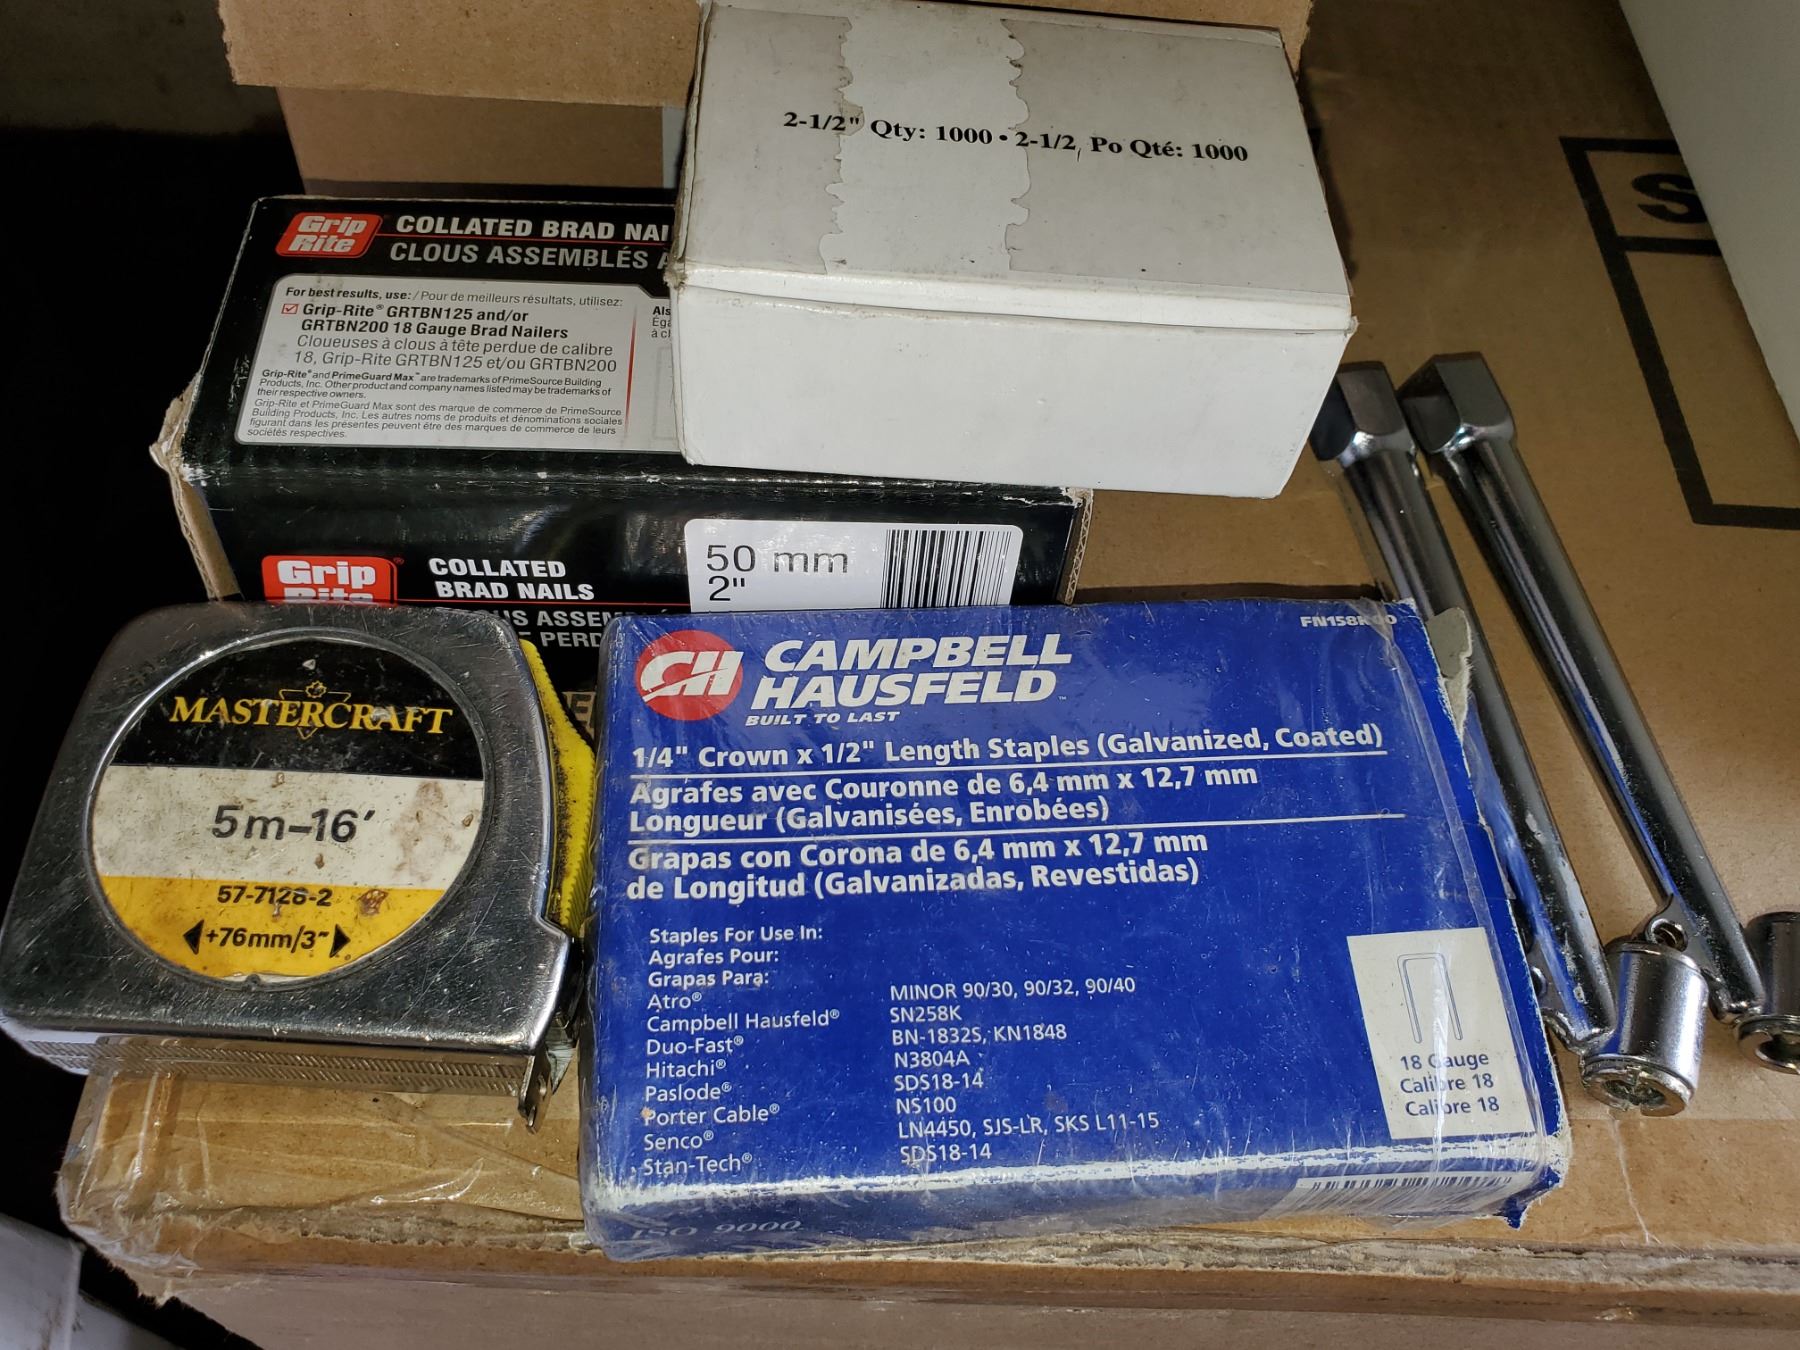 2-1/2" Qty: 1000 • 2-1/2 Po Qté: 1000
Grip Rite
COLLATED BRAD NAI
CLOUS ASSEMBLÉS
For best results, use: / Pour de meilleurs résultats, utilisez:
Grip-Rite® GRTBN125 and/or
GRTBN200 18 Gauge Brad Nailers
Cloueuses à clous à tête perdue de calibre
18, Grip-Rite GRTBN125 et/ou GRTBN200
Grip-Rite® and PrimeGuard Max™ are trademarks of PrimeSource Building
Products, Inc. Other product and company names listed may be trademarks of
their respective owners.
Grip-Rite et PrimeGuard Max sont des marque de commerce de PrimeSource
Building Products, Inc. Les autres noms de produits et dénominations sociales
figurant dans les présentes peuvent être des marques de commerce de leurs
sociétés respectives.
Als
Éga
à cl
S
Grip Rite®
COLLATED
BRAD NAILS
US ASSEM
PERD
50 mm
2"
MASTERCRAFT
5m-16'
57-7126-2
+76mm/3"
FN158K
CH CAMPBELL
HAUSFELD™
BUILT TO LAST
1/4" Crown x 1/2" Length Staples (Galvanized, Coated)
Agrafes avec Couronne de 6,4 mm x 12,7 mm
Longueur (Galvanisées, Enrobées)
Grapas con Corona de 6,4 mm x 12,7 mm
de Longitud (Galvanizadas, Revestidas)
Staples For Use In:
Agrafes Pour:
Grapas Para:
Atro® MINOR 90/30, 90/32, 90/40
Campbell Hausfeld® SN258K
Duo-Fast® BN-1832S, KN1848
Hitachi® N3804A
Paslode® SDS18-14
Porter Cable® NS100
Senco® LN4450, SJS-LR, SKS L11-15
Stan-Tech® SDS18-14
18 Gauge
Calibre 18
Calibre 18
ISO 9000